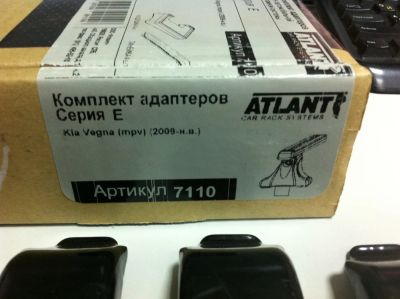 Комплект адаптеров
Серия E
Kia Vegna (mpv) (2009-н.в.)
ATLANT
CAR RACK SYSTEMS
Артикул 7110